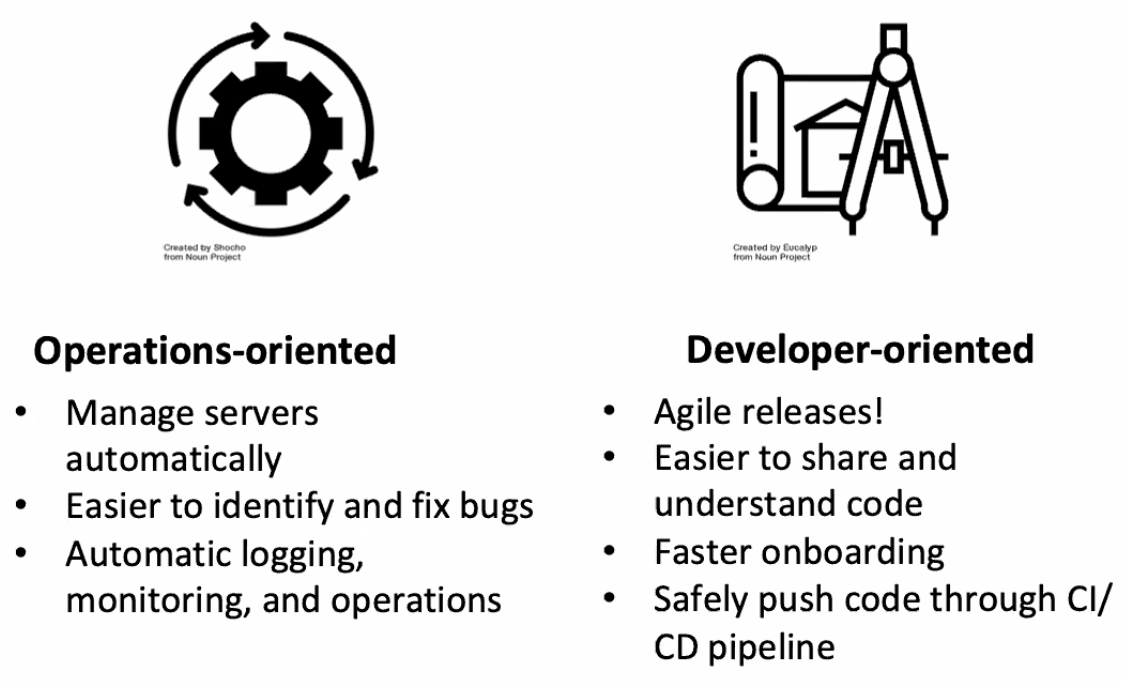 Created by Shocho
from Noun Project
Created by Eucalyp
from Noun Project
Operations-oriented
• Manage servers
automatically
• Easier to identify and fix bugs
• Automatic logging,
monitoring, and operations
Developer-oriented
• Agile releases!
• Easier to share and
understand code
• Faster onboarding
• Safely push code through CI/
CD pipeline